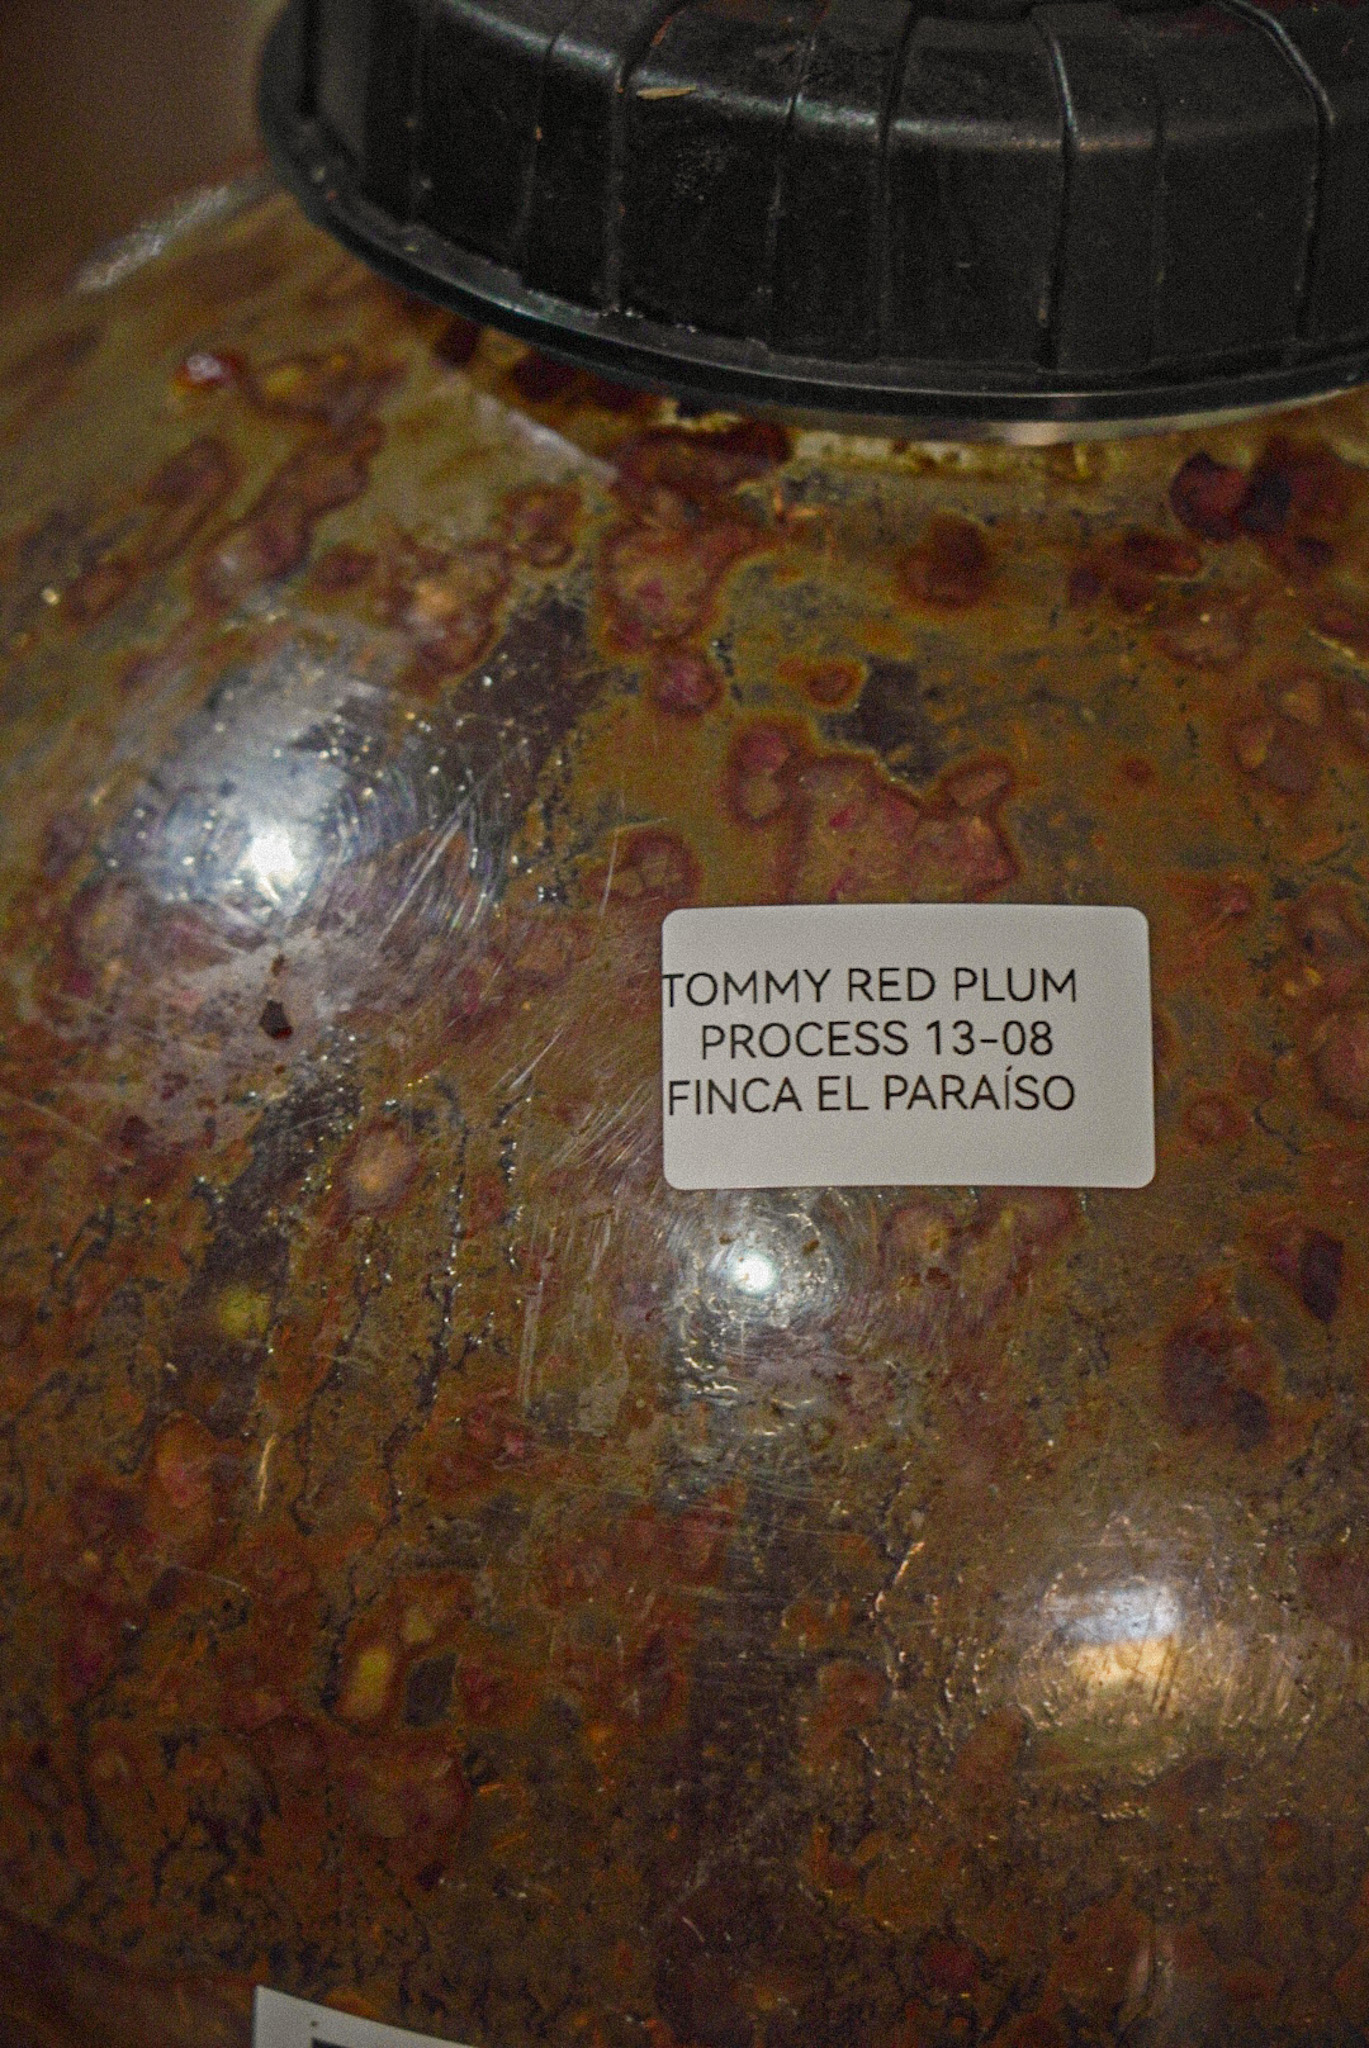 TOMMY RED PLUM
PROCESS 13-08
FINCA EL PARAÍSO